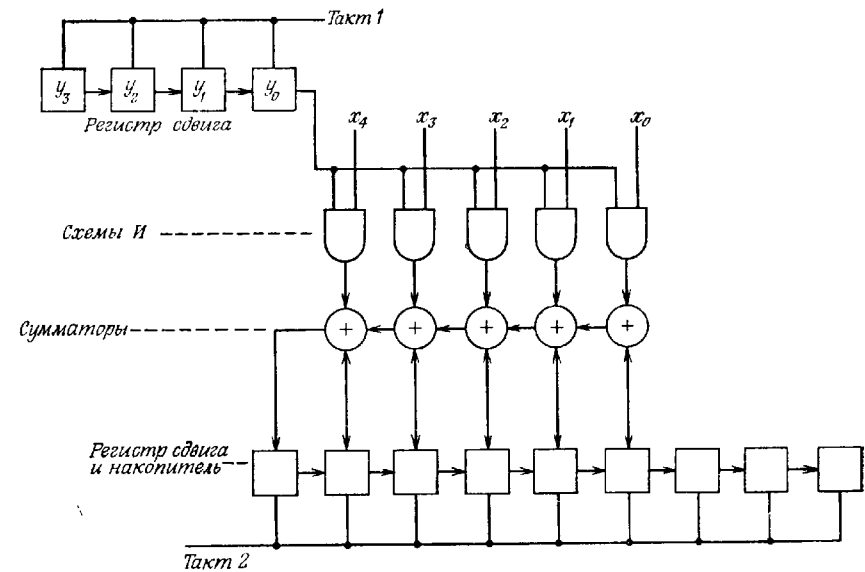 Такт 1
y₃ y₂ y₁ y₀
Регистр сдвига
x₄ x₃ x₂ x₁ x₀
Схемы И
Сумматоры
+ + + + +
Регистр сдвига
и накопитель
Такт 2